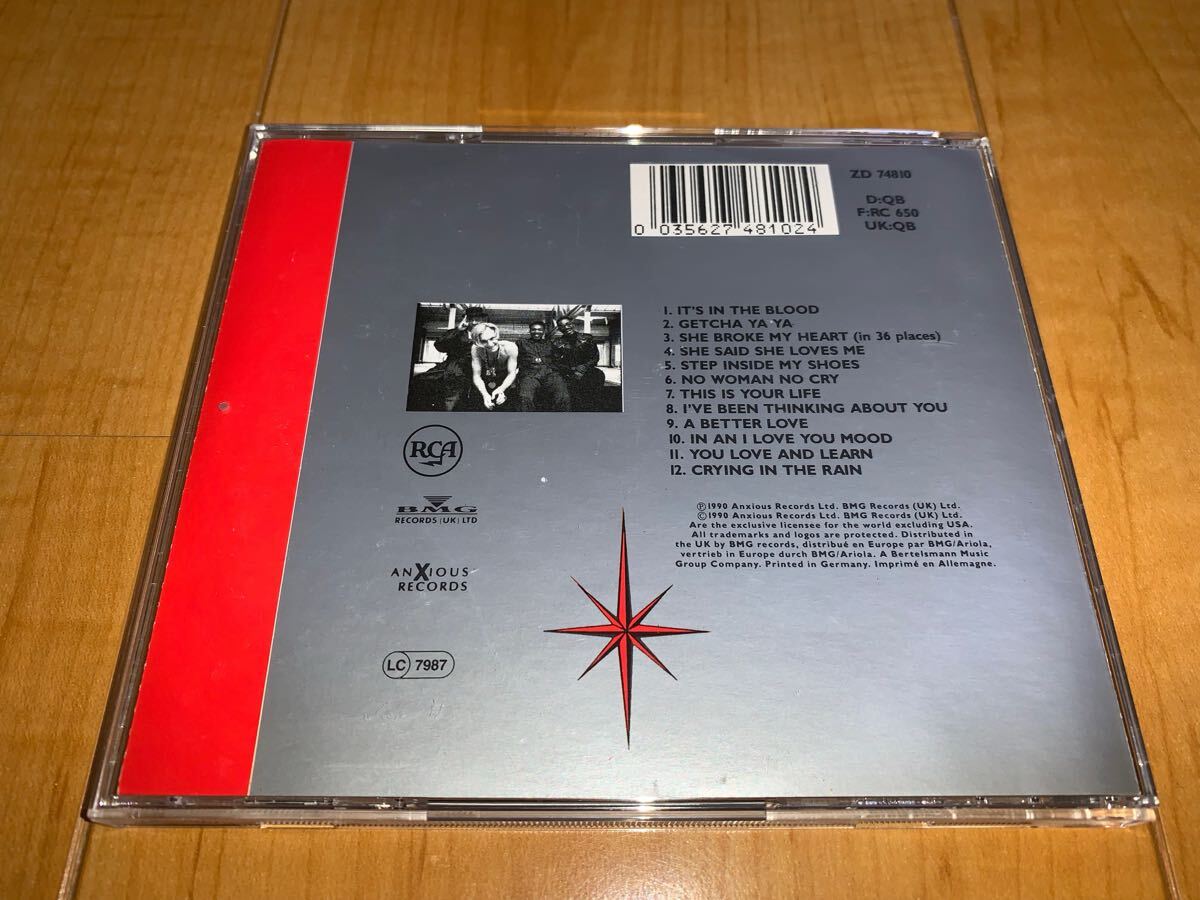 0 035627 481024
ZD 74810
D:QB
F:RC 650
UK:QB
1. IT'S IN THE BLOOD
2. GETCHA YA YA
3. SHE BROKE MY HEART (in 36 places)
4. SHE SAID SHE LOVES ME
5. STEP INSIDE MY SHOES
6. NO WOMAN NO CRY
7. THIS IS YOUR LIFE
8. I'VE BEEN THINKING ABOUT YOU
9. A BETTER LOVE
10. IN AN I LOVE YOU MOOD
11. YOU LOVE AND LEARN
12. CRYING IN THE RAIN
RCA
BMG
RECORDS (UK) LTD
ANXIOUS
RECORDS
LC 7987
℗1990 Anxious Records Ltd. BMG Records (UK) Ltd.
©1990 Anxious Records Ltd. BMG Records (UK) Ltd.
Are the exclusive licensee for the world excluding USA.
All trademarks and logos are protected. Distributed in
the UK by BMG records, distribué en Europe par BMG/Ariola,
vertrieb in Europe durch BMG/Ariola. A Bertelsmann Music
Group Company. Printed in Germany. Imprimé en Allemagne.